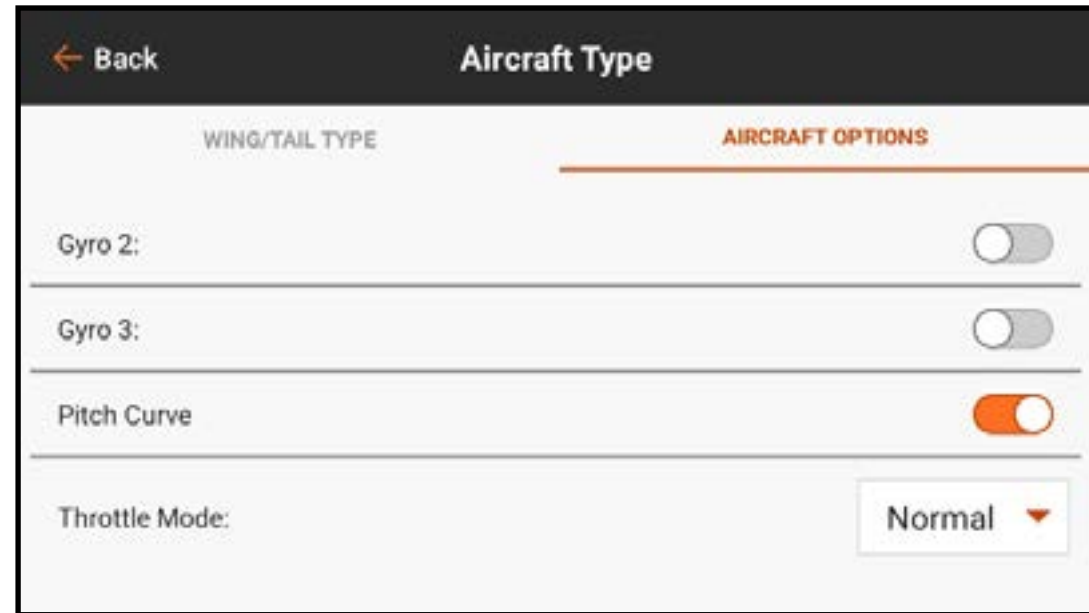 Back
Aircraft Type
WING/TAIL TYPE
AIRCRAFT OPTIONS
Gyro 2:
Gyro 3:
Pitch Curve
Throttle Mode:
Normal